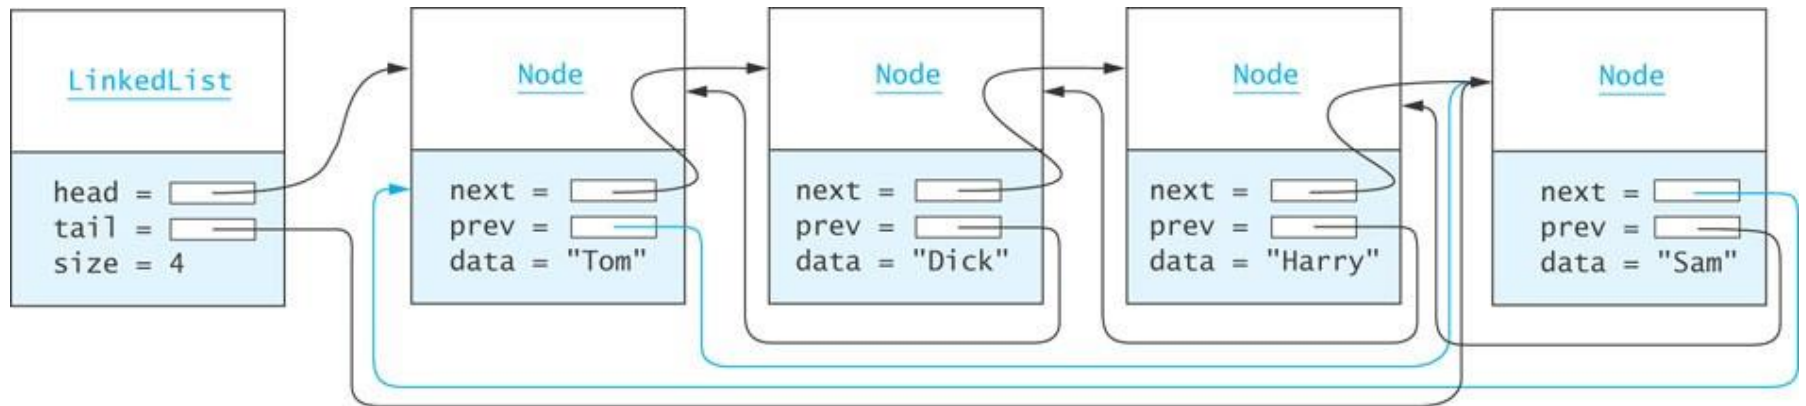 LinkedList
head =
tail =
size = 4
Node
next =
prev =
data = "Tom"
Node
next =
prev =
data = "Dick"
Node
next =
prev =
data = "Harry"
Node
next =
prev =
data = "Sam"